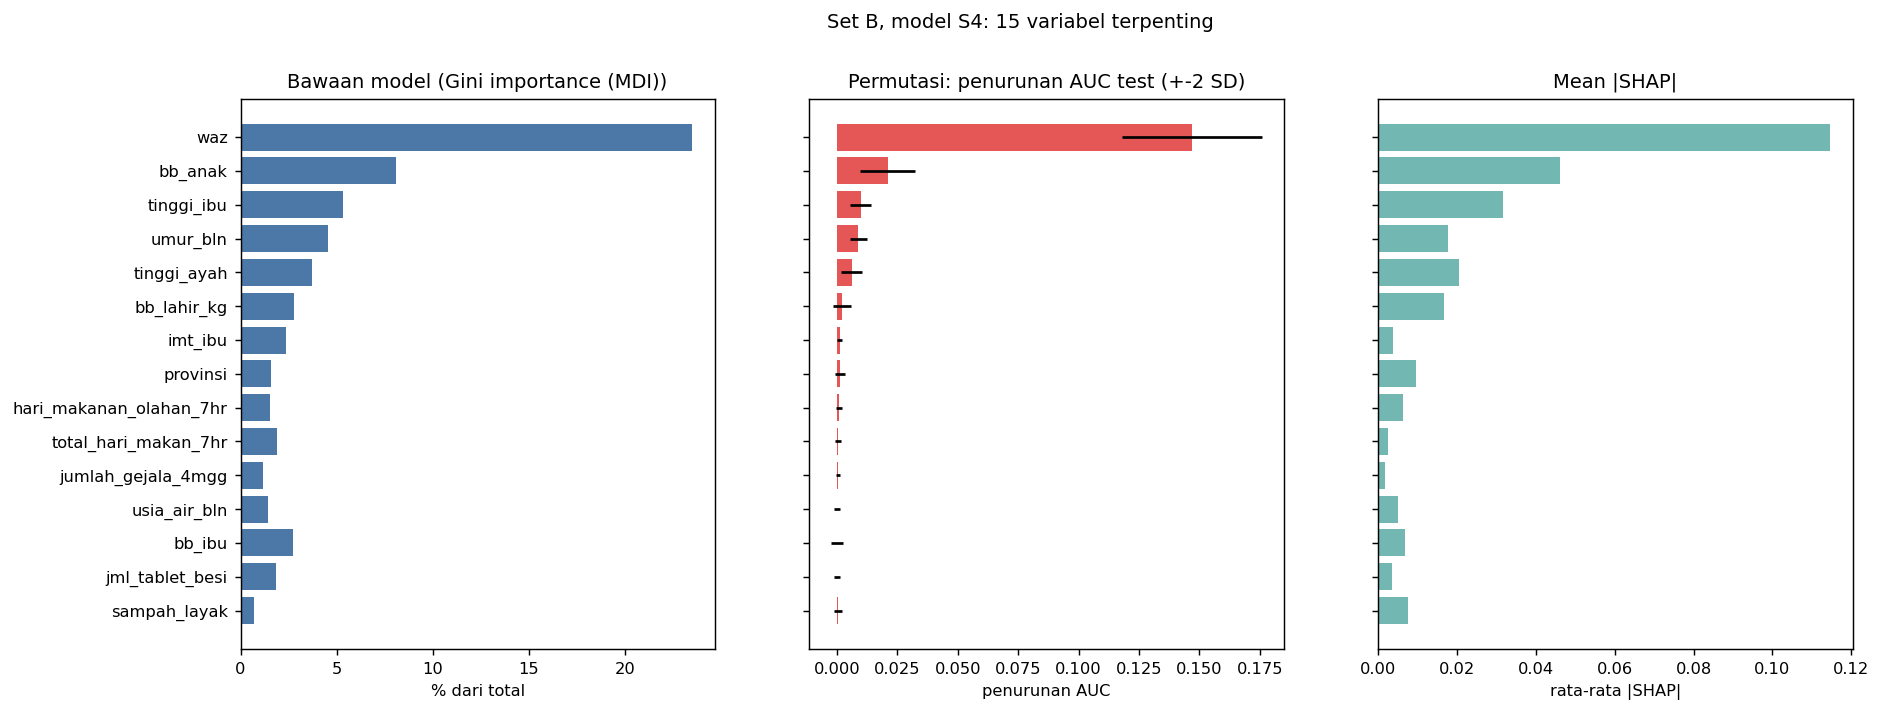 Set B, model S4: 15 variabel terpenting
Bawaan model (Gini importance (MDI))
Permutasi: penurunan AUC test (+-2 SD)
Mean |SHAP|
waz
bb_anak
tinggi_ibu
umur_bln
tinggi_ayah
bb_lahir_kg
imt_ibu
provinsi
hari_makanan_olahan_7hr
total_hari_makan_7hr
jumlah_gejala_4mgg
usia_air_bln
bb_ibu
jml_tablet_besi
sampah_layak
0 5 10 15 20
% dari total
0.000 0.025 0.050 0.075 0.100 0.125 0.150 0.175
penurunan AUC
0.00 0.02 0.04 0.06 0.08 0.10 0.12
rata-rata |SHAP|